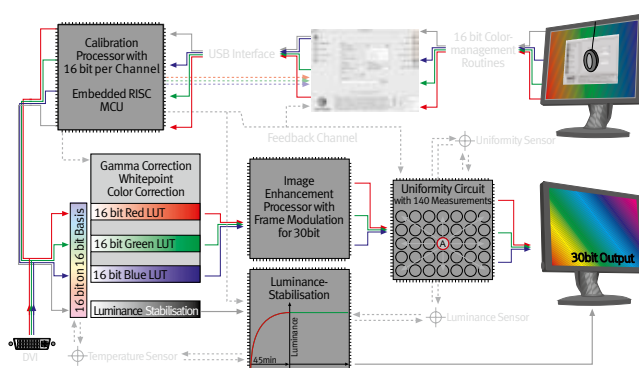 Calibration
Processor with
16 bit per Channel
Embedded RISC
MCU
USB Interface
16 bit Color-
management
Routines
Feedback Channel
Uniformity Sensor
Gamma Correction
Whitepoint
Color Correction
16 bit on 16 bit Basis
16 bit Red LUT
16 bit Green LUT
16 bit Blue LUT
Luminance Stabilisation
Image
Enhancement
Processor with
Frame Modulation
for 30bit
Uniformity Circuit
with 140 Measurements
A
30bit Output
Luminance-
Stabilisation
Luminance
45min
Luminance Sensor
DVI
Temperature Sensor